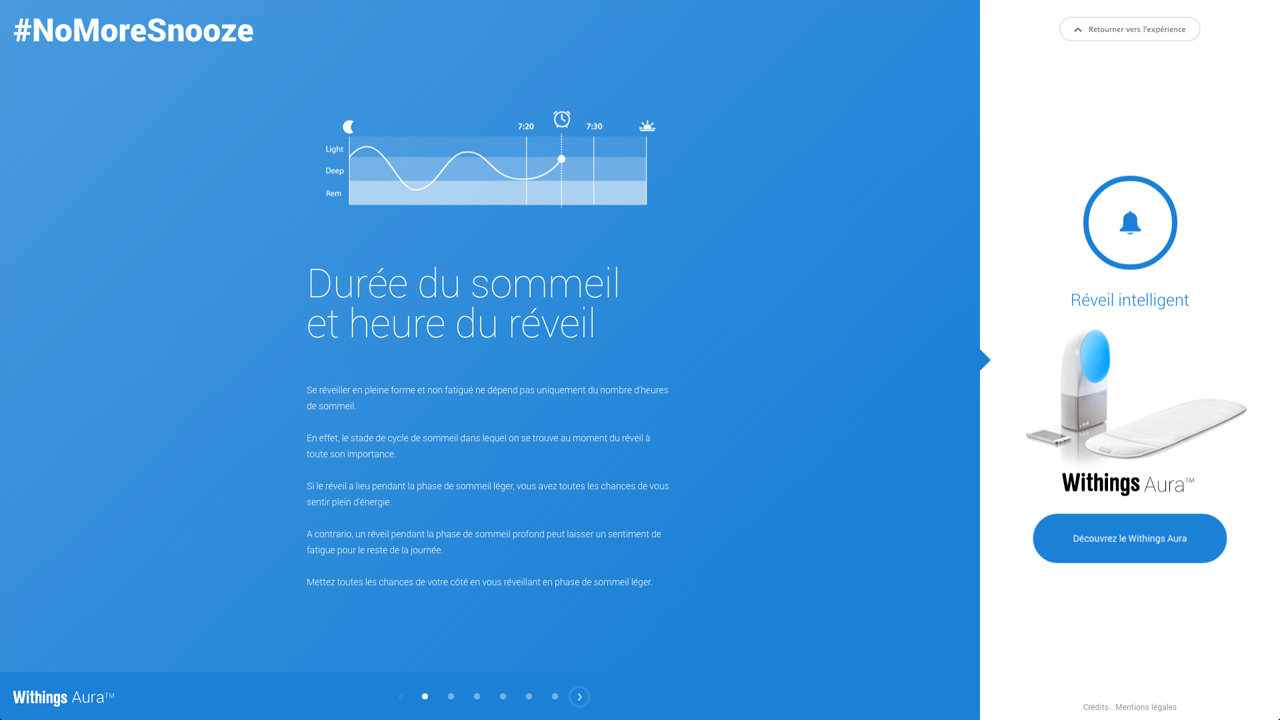 #NoMoreSnooze
Retourner vers l'expérience
7:20
7:30
Light
Deep
Rem
Durée du sommeil
et heure du réveil
Se réveiller en pleine forme et non fatigué ne dépend pas uniquement du nombre d'heures
de sommeil.
En effet, le stade de cycle de sommeil dans lequel on se trouve au moment du réveil à
toute son importance.
Si le réveil a lieu pendant la phase de sommeil léger, vous avez toutes les chances de vous
sentir plein d'énergie.
A contrario, un réveil pendant la phase de sommeil profond peut laisser un sentiment de
fatigue pour le reste de la journée.
Mettez toutes les chances de votre côté en vous réveillant en phase de sommeil léger.
Réveil intelligent
Withings Aura™
Découvrez le Withings Aura
Withings Aura™
Crédits . Mentions légales